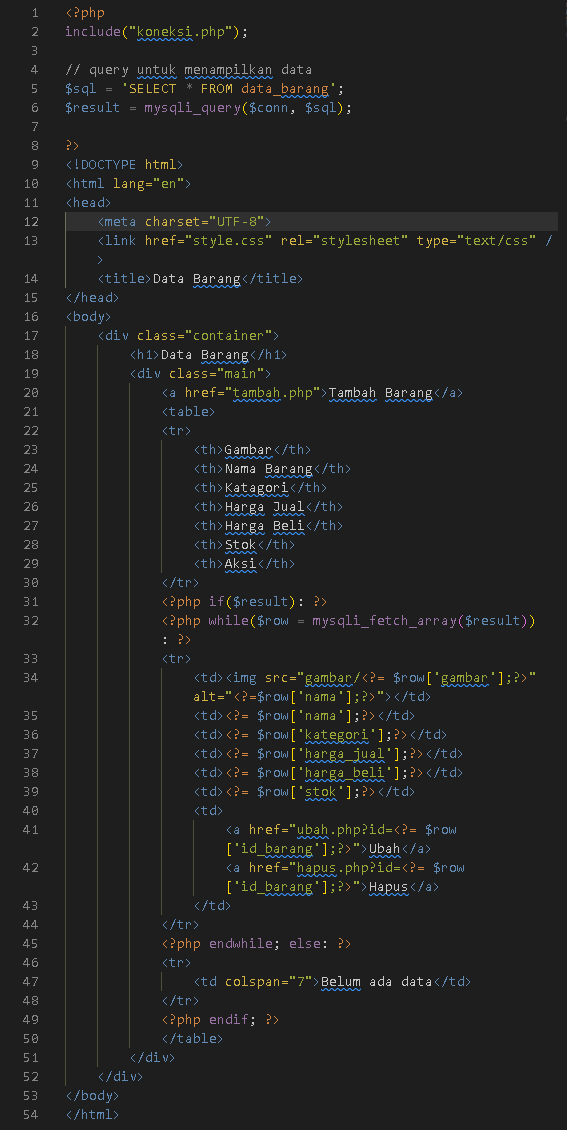 1 <?php
2 include("koneksi.php");
3
4 // query untuk menampilkan data
5 $sql = 'SELECT * FROM data_barang';
6 $result = mysqli_query($conn, $sql);
7
8 ?>
9 <!DOCTYPE html>
10 <html lang="en">
11 <head>
12 <meta charset="UTF-8">
13 <link href="style.css" rel="stylesheet" type="text/css" /
>
14 <title>Data Barang</title>
15 </head>
16 <body>
17 <div class="container">
18 <h1>Data Barang</h1>
19 <div class="main">
20 <a href="tambah.php">Tambah Barang</a>
21 <table>
22 <tr>
23 <th>Gambar</th>
24 <th>Nama Barang</th>
25 <th>Katagori</th>
26 <th>Harga Jual</th>
27 <th>Harga Beli</th>
28 <th>Stok</th>
29 <th>Aksi</th>
30 </tr>
31 <?php if($result): ?>
32 <?php while($row = mysqli_fetch_array($result))
: ?>
33 <tr>
34 <td><img src="gambar/<?= $row['gambar'];?>"
alt="<?=$row['nama'];?>"></td>
35 <td><?= $row['nama'];?></td>
36 <td><?= $row['kategori'];?></td>
37 <td><?= $row['harga_jual'];?></td>
38 <td><?= $row['harga_beli'];?></td>
39 <td><?= $row['stok'];?></td>
40 <td>
41 <a href="ubah.php?id=<?= $row
['id_barang'];?>">Ubah</a>
42 <a href="hapus.php?id=<?= $row
['id_barang'];?>">Hapus</a>
43 </td>
44 </tr>
45 <?php endwhile; else: ?>
46 <tr>
47 <td colspan="7">Belum ada data</td>
48 </tr>
49 <?php endif; ?>
50 </table>
51 </div>
52 </div>
53 </body>
54 </html>